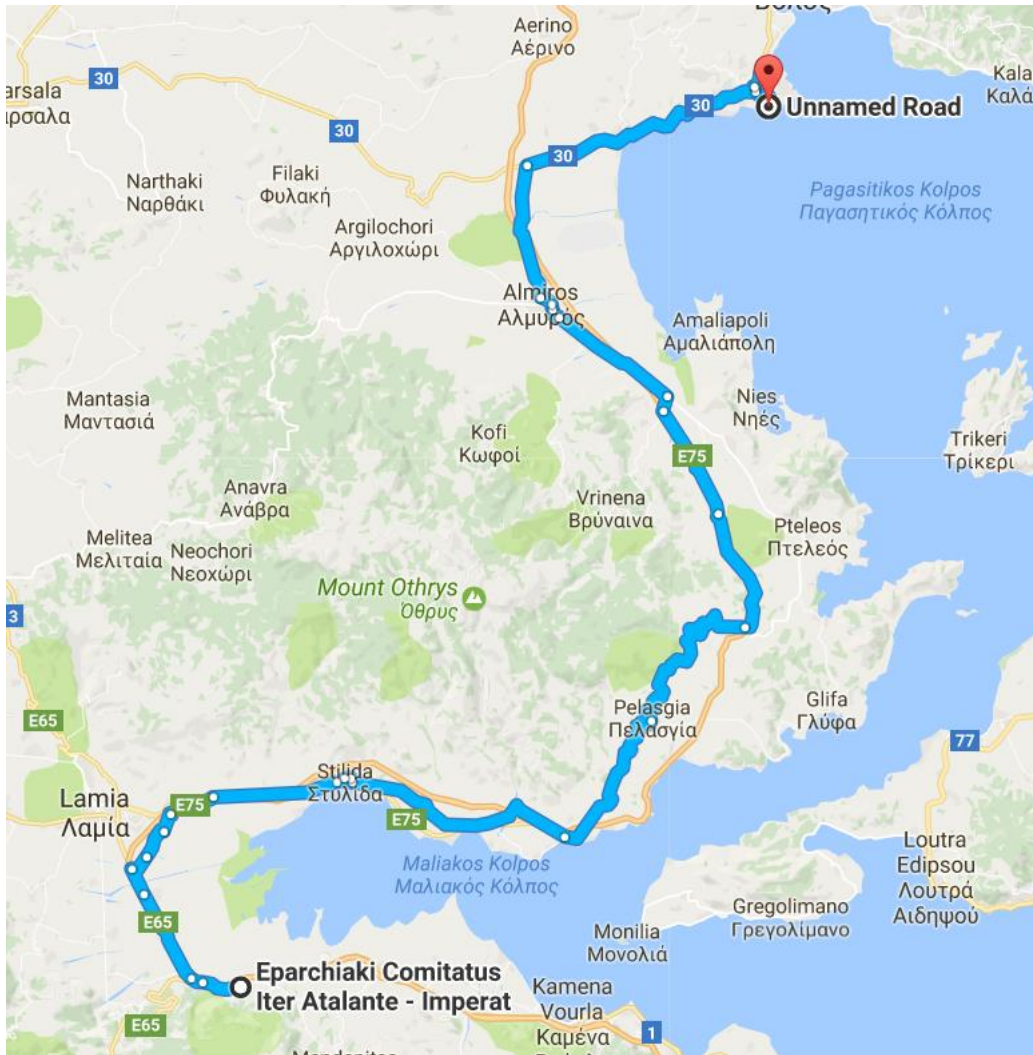 Βόλος
Aerino
Αέρινο
30
arsala
άρσαλα
30
30
Unnamed Road
Kala
Καλά
30
Narthaki
Ναρθάκι
Filaki
Φυλακή
Pagasitikos Kolpos
Παγασητικός Κόλπος
Argilochori
Αργιλοχώρι
Almiros
Αλμυρός
Amaliapoli
Αμαλιάπολη
Mantasia
Μαντασιά
Nies
Νηές
Kofi
Κωφοί
Trikeri
Τρίκερι
E75
Anavra
Ανάβρα
Vrinena
Βρύναινα
Melitea
Μελιταία
Neochori
Νεοχώρι
Pteleos
Πτελεός
Mount Othrys
Όθρυς
3
Pelasgia
Πελασγία
Glifa
Γλύφα
E65
77
Stilida
Στυλίδα
Lamia
Λαμία
E75
E75
Loutra
Edipsou
Λουτρά
Αιδηψού
Maliakos Kolpos
Μαλιακός Κόλπος
Gregolimano
Γρεγολίμανο
E65
Monilia
Μονολιά
Eparchiaki Comitatus
Iter Atalante - Imperat
Kamena
Vourla
Καμένα
E65
1